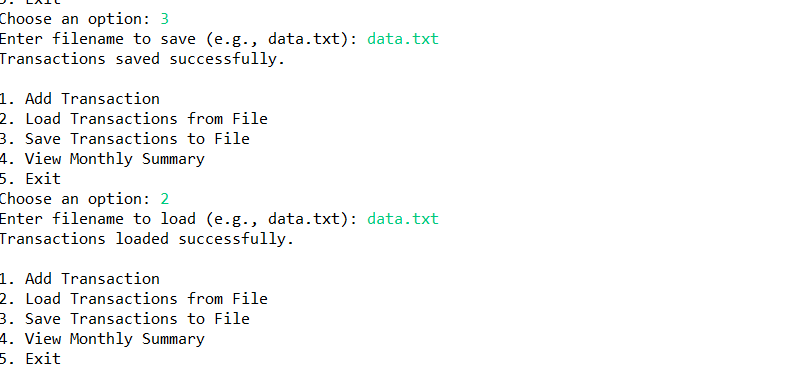 5. Exit
Choose an option: 3
Enter filename to save (e.g., data.txt): data.txt
Transactions saved successfully.
1. Add Transaction
2. Load Transactions from File
3. Save Transactions to File
4. View Monthly Summary
5. Exit
Choose an option: 2
Enter filename to load (e.g., data.txt): data.txt
Transactions loaded successfully.
1. Add Transaction
2. Load Transactions from File
3. Save Transactions to File
4. View Monthly Summary
5. Exit